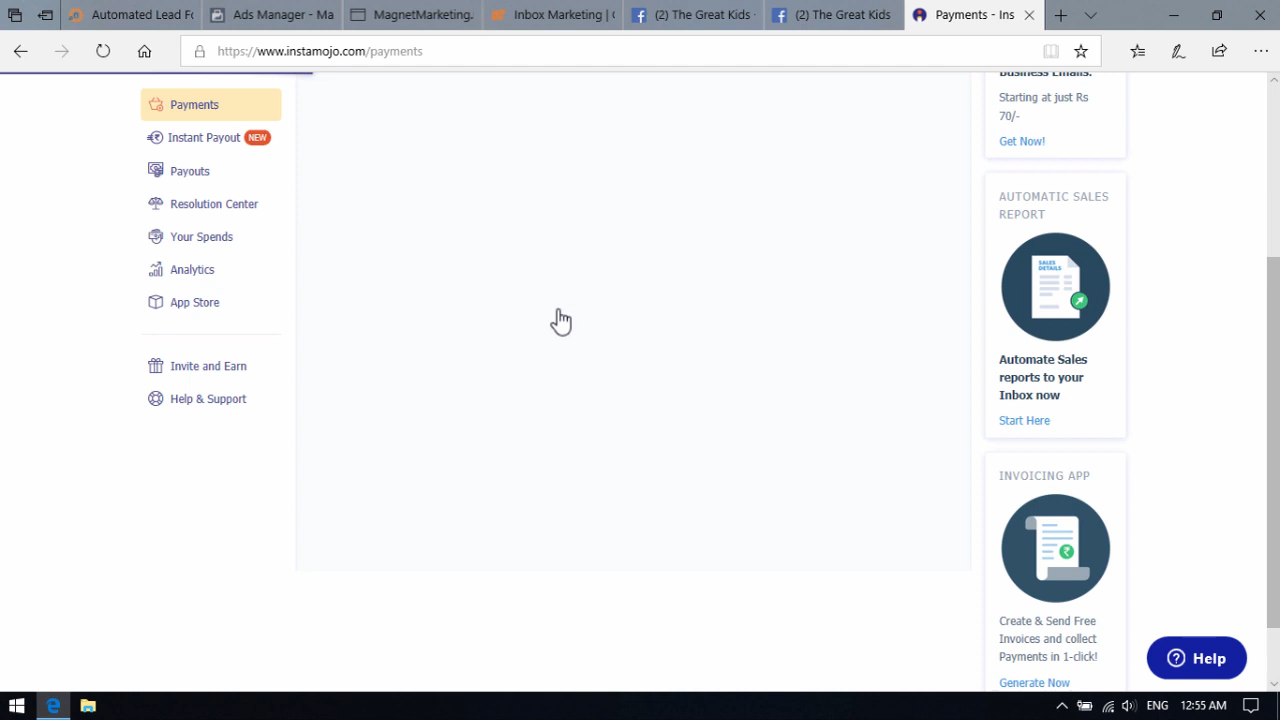 Automated Lead Fo
Ads Manager - Ma
MagnetMarketing.
Inbox Marketing | C
(2) The Great Kids
(2) The Great Kids
Payments - Ins
https://www.instamojo.com/payments
Payments
Instant Payout NEW
Payouts
Resolution Center
Your Spends
Analytics
App Store
Invite and Earn
Help & Support
Business Emails.
Starting at just Rs
70/-
Get Now!
AUTOMATIC SALES
REPORT
SALES
DETAILS
Automate Sales
reports to your
Inbox now
Start Here
INVOICING APP
₹
Create & Send Free
Invoices and collect
Payments in 1-click!
Generate Now
Help
ENG
12:55 AM